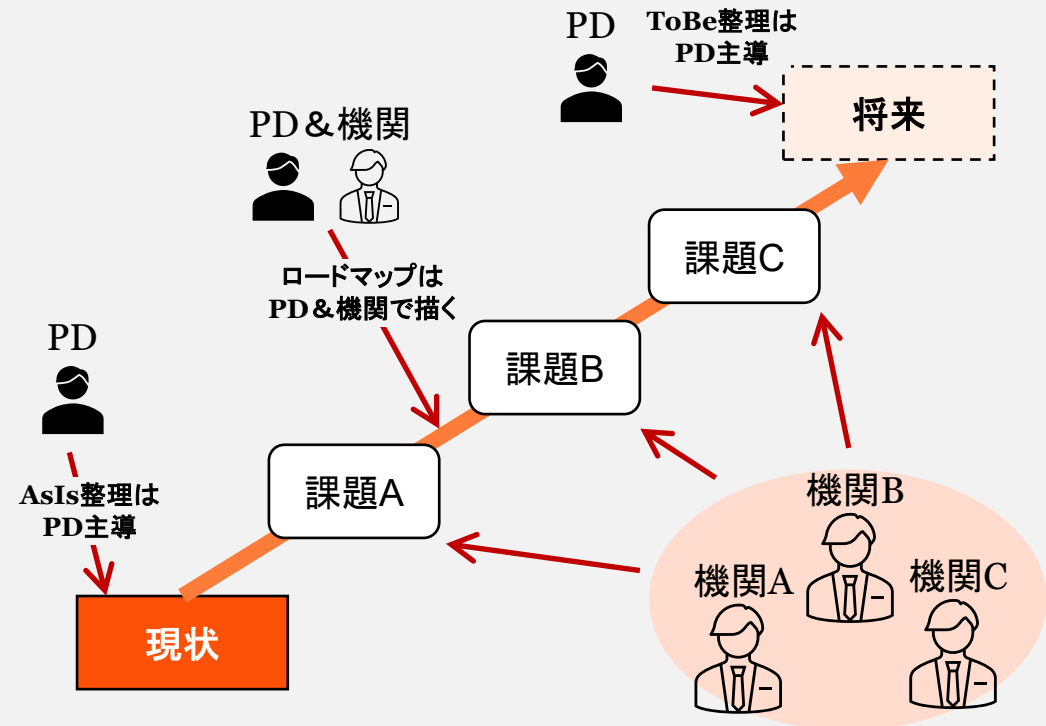 PD
ToBe整理は
PD主導
将来
PD＆機関
課題C
ロードマップは
PD＆機関で描く
課題B
PD
課題A
AsIs整理は
PD主導
現状
機関B
機関A
機関C